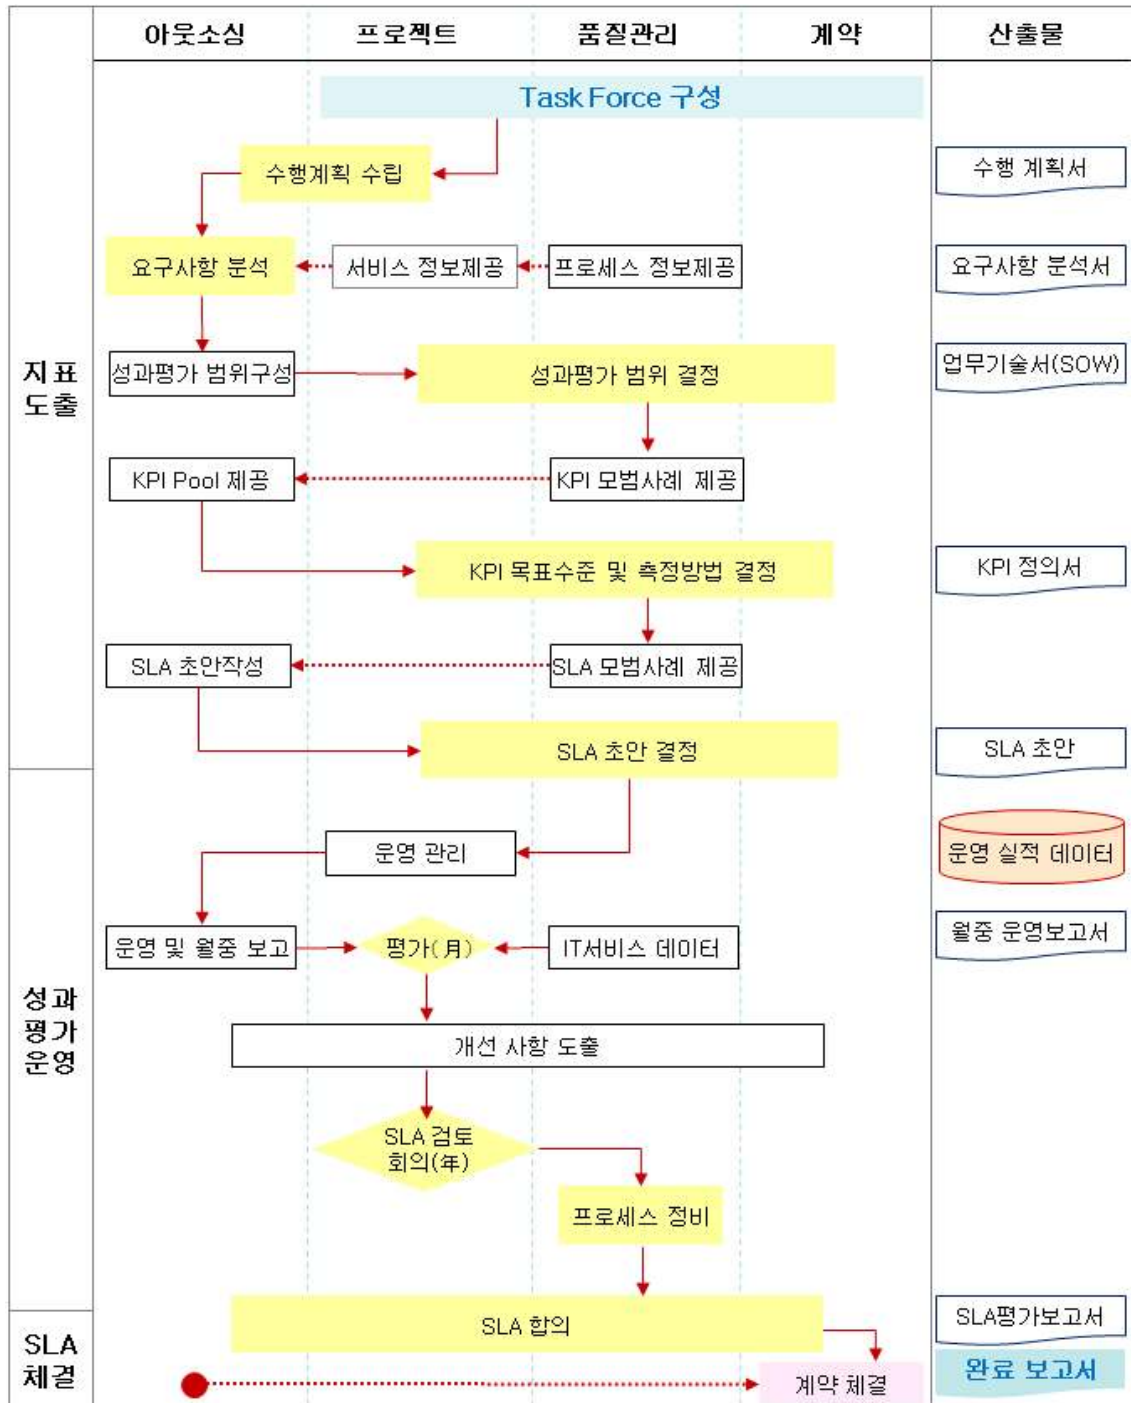 아웃소싱 프로젝트 품질관리 계약 산출물
Task Force 구성
수행계획 수립 수행 계획서
요구사항 분석 서비스 정보제공 프로세스 정보제공 요구사항 분석서
지표
도출
성과평가 범위구성 성과평가 범위 결정 업무기술서(SOW)
KPI Pool 제공 KPI 모범사례 제공
KPI 목표수준 및 측정방법 결정 KPI 정의서
SLA 초안작성 SLA 모범사례 제공
SLA 초안 결정 SLA 초안
운영 관리 운영 실적 데이터
운영 및 월중 보고 평가(月) IT서비스 데이터 월중 운영보고서
성과
평가
운영
개선 사항 도출
SLA 검토
회의(年)
프로세스 정비
SLA 합의 SLA평가보고서
SLA
체결
계약 체결 완료 보고서